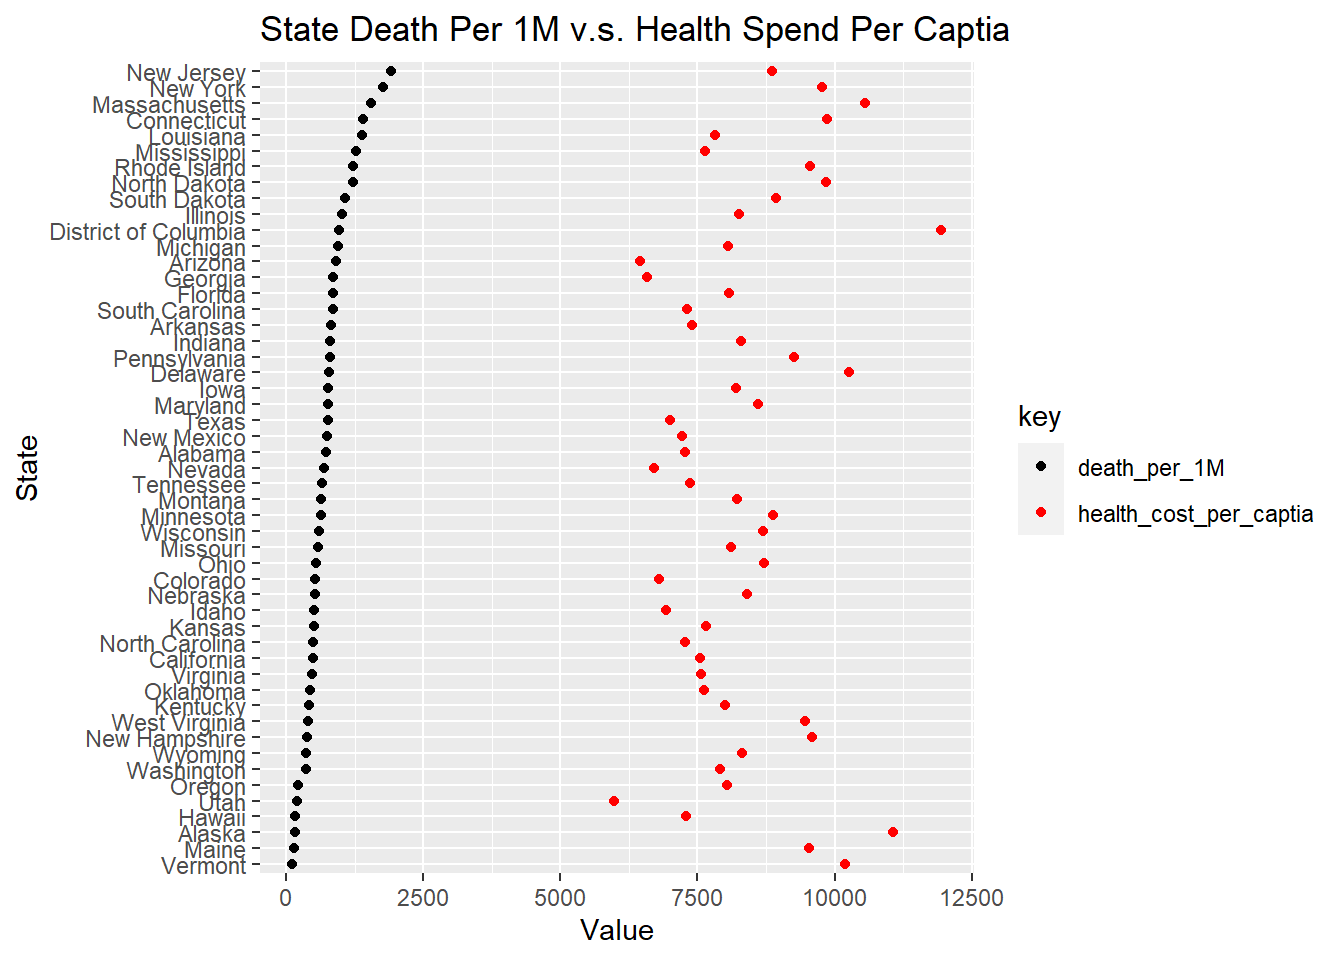 State Death Per 1M v.s. Health Spend Per Captia
New Jersey
New York
Massachusetts
Connecticut
Louisiana
Mississippi
Rhode Island
North Dakota
South Dakota
Illinois
District of Columbia
Michigan
Arizona
Georgia
Florida
South Carolina
Arkansas
Indiana
Pennsylvania
Delaware
Iowa
Maryland
Texas
New Mexico
Alabama
Nevada
Tennessee
Montana
Minnesota
Wisconsin
Missouri
Ohio
Colorado
Nebraska
Idaho
Kansas
North Carolina
California
Virginia
Oklahoma
Kentucky
West Virginia
New Hampshire
Wyoming
Washington
Oregon
Utah
Hawaii
Alaska
Maine
Vermont
State
0 2500 5000 7500 10000 12500
Value
key
death_per_1M
health_cost_per_captia